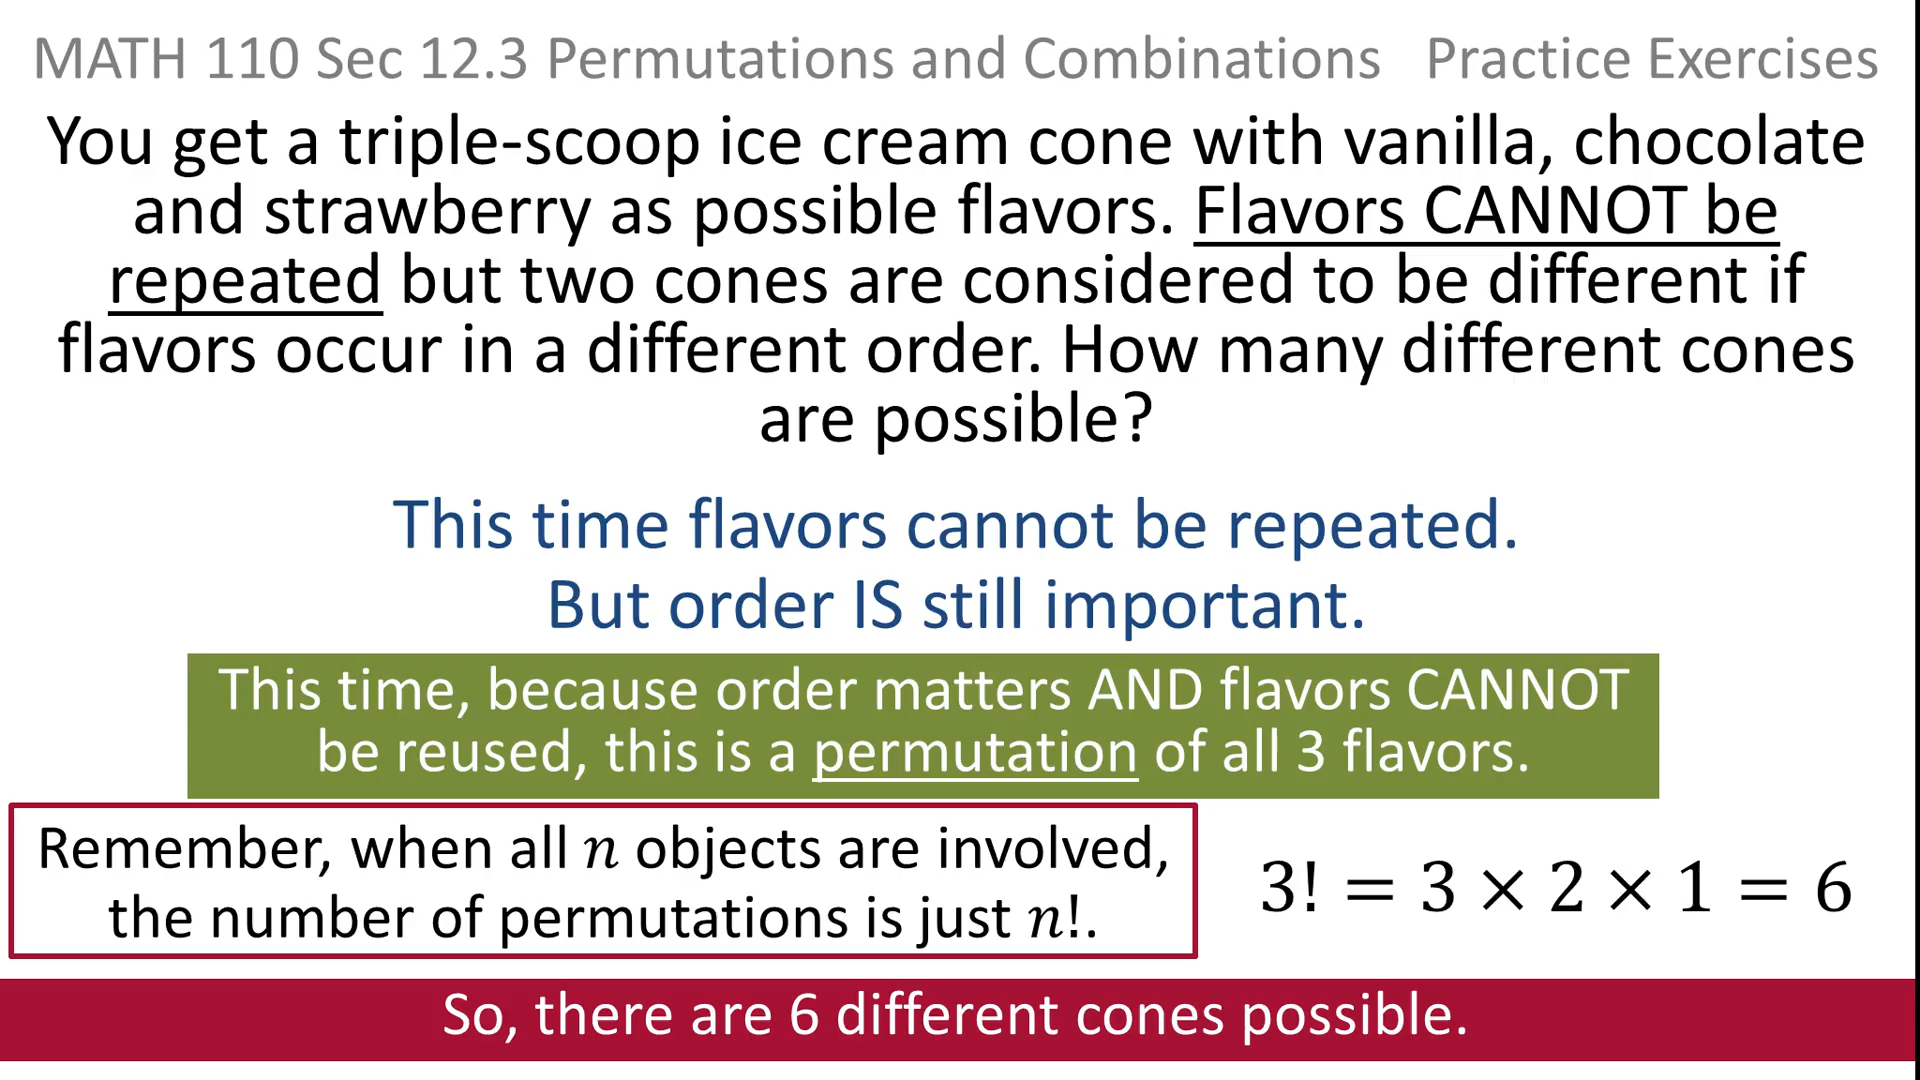 MATH 110 Sec 12.3 Permutations and Combinations Practice Exercises
You get a triple-scoop ice cream cone with vanilla, chocolate
and strawberry as possible flavors. Flavors CANNOT be
repeated but two cones are considered to be different if
flavors occur in a different order. How many different cones
are possible?
This time flavors cannot be repeated.
But order IS still important.
This time, because order matters AND flavors CANNOT
be reused, this is a permutation of all 3 flavors.
Remember, when all n objects are involved,
the number of permutations is just n!.
3! = 3 × 2 × 1 = 6
So, there are 6 different cones possible.